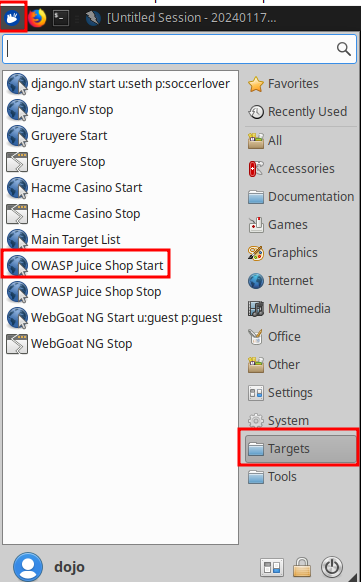 [Untitled Session - 20240117...
django.nV start u:seth p:soccerlover
django.nV stop
Gruyere Start
Gruyere Stop
Hacme Casino Start
Hacme Casino Stop
Main Target List
OWASP Juice Shop Start
OWASP Juice Shop Stop
WebGoat NG Start u:guest p:guest
WebGoat NG Stop
Favorites
Recently Used
All
Accessories
Documentation
Games
Graphics
Internet
Multimedia
Office
Other
Settings
System
Targets
Tools
dojo